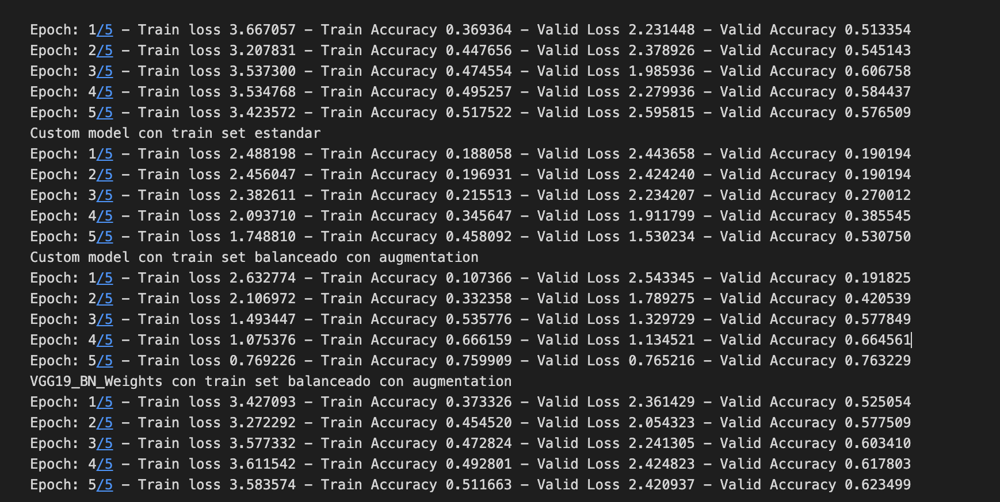 Epoch: 1/5 – Train loss 3.667057 – Train Accuracy 0.369364 – Valid Loss 2.231448 – Valid Accuracy 0.513354
Epoch: 2/5 – Train loss 3.207831 – Train Accuracy 0.447656 – Valid Loss 2.378926 – Valid Accuracy 0.545143
Epoch: 3/5 – Train loss 3.537300 – Train Accuracy 0.474554 – Valid Loss 1.985936 – Valid Accuracy 0.606758
Epoch: 4/5 – Train loss 3.534768 – Train Accuracy 0.495257 – Valid Loss 2.279936 – Valid Accuracy 0.584437
Epoch: 5/5 – Train loss 3.423572 – Train Accuracy 0.517522 – Valid Loss 2.595815 – Valid Accuracy 0.576509
Custom model con train set estandar
Epoch: 1/5 – Train loss 2.488198 – Train Accuracy 0.188058 – Valid Loss 2.443658 – Valid Accuracy 0.190194
Epoch: 2/5 – Train loss 2.456047 – Train Accuracy 0.196931 – Valid Loss 2.424240 – Valid Accuracy 0.190194
Epoch: 3/5 – Train loss 2.382611 – Train Accuracy 0.215513 – Valid Loss 2.234207 – Valid Accuracy 0.270012
Epoch: 4/5 – Train loss 2.093710 – Train Accuracy 0.345647 – Valid Loss 1.911799 – Valid Accuracy 0.385545
Epoch: 5/5 – Train loss 1.748810 – Train Accuracy 0.458092 – Valid Loss 1.530234 – Valid Accuracy 0.530750
Custom model con train set balanceado con augmentation
Epoch: 1/5 – Train loss 2.632774 – Train Accuracy 0.107366 – Valid Loss 2.543345 – Valid Accuracy 0.191825
Epoch: 2/5 – Train loss 2.106972 – Train Accuracy 0.332358 – Valid Loss 1.789275 – Valid Accuracy 0.420539
Epoch: 3/5 – Train loss 1.493447 – Train Accuracy 0.535776 – Valid Loss 1.329729 – Valid Accuracy 0.577849
Epoch: 4/5 – Train loss 1.075376 – Train Accuracy 0.666159 – Valid Loss 1.134521 – Valid Accuracy 0.664561
Epoch: 5/5 – Train loss 0.769226 – Train Accuracy 0.759909 – Valid Loss 0.765216 – Valid Accuracy 0.763229
VGG19_BN_Weights con train set balanceado con augmentation
Epoch: 1/5 – Train loss 3.427093 – Train Accuracy 0.373326 – Valid Loss 2.361429 – Valid Accuracy 0.525054
Epoch: 2/5 – Train loss 3.272292 – Train Accuracy 0.454520 – Valid Loss 2.054323 – Valid Accuracy 0.577509
Epoch: 3/5 – Train loss 3.577332 – Train Accuracy 0.472824 – Valid Loss 2.241305 – Valid Accuracy 0.603410
Epoch: 4/5 – Train loss 3.611542 – Train Accuracy 0.492801 – Valid Loss 2.424823 – Valid Accuracy 0.617803
Epoch: 5/5 – Train loss 3.583574 – Train Accuracy 0.511663 – Valid Loss 2.420937 – Valid Accuracy 0.623499